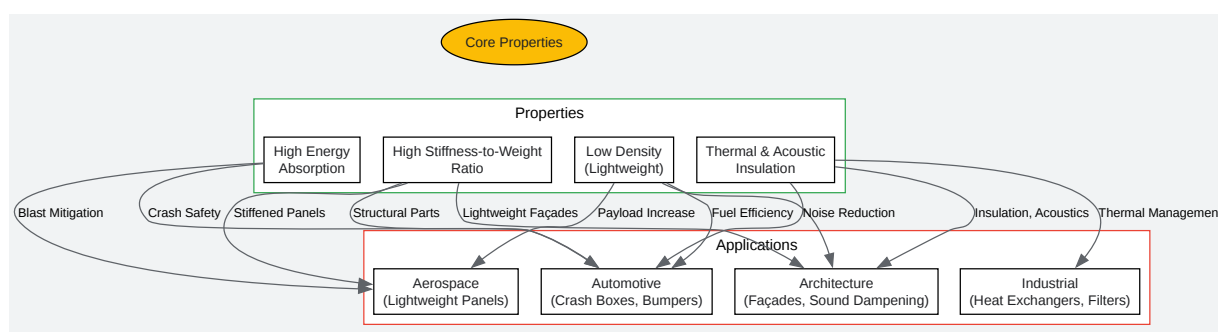 Core Properties
Properties
High Energy
Absorption
High Stiffness-to-Weight
Ratio
Low Density
(Lightweight)
Thermal & Acoustic
Insulation
Blast Mitigation
Crash Safety
Stiffened Panels
Structural Parts
Lightweight Façades
Payload Increase
Fuel Efficiency
Noise Reduction
Insulation, Acoustics
Thermal Management
Applications
Aerospace
(Lightweight Panels)
Automotive
(Crash Boxes, Bumpers)
Architecture
(Façades, Sound Dampening)
Industrial
(Heat Exchangers, Filters)